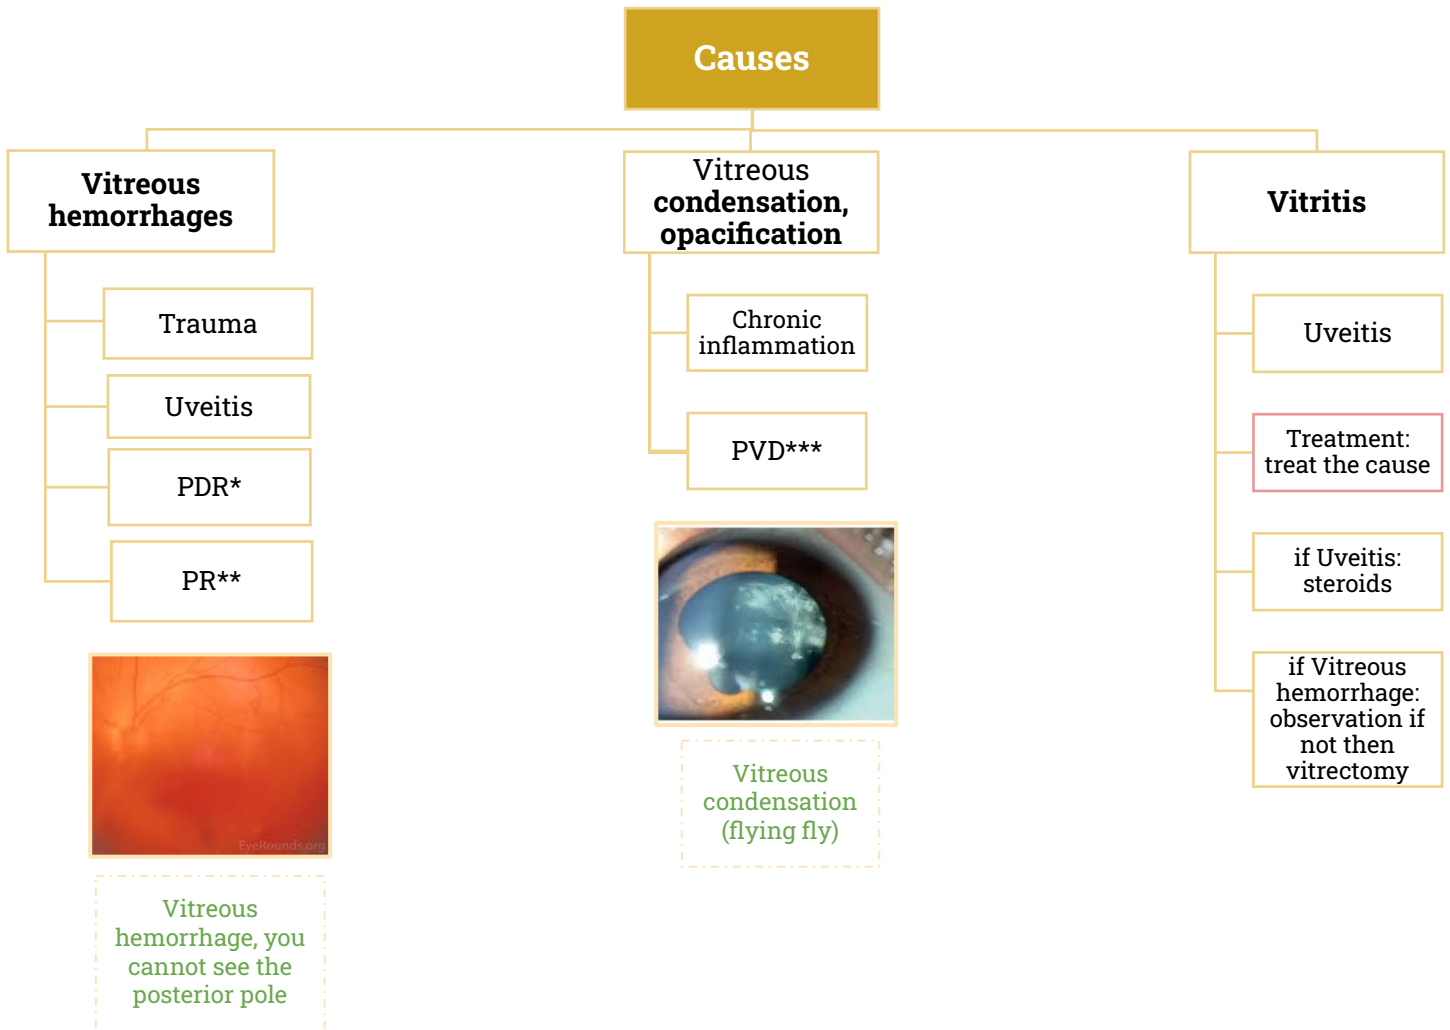 Causes
Vitreous
hemorrhages
Trauma
Uveitis
PDR*
PR**
EyeRounds.org
Vitreous
hemorrhage, you
cannot see the
posterior pole
Vitreous
condensation,
opacification
Chronic
inflammation
PVD***
Vitreous
condensation
(flying fly)
Vitritis
Uveitis
Treatment:
treat the cause
if Uveitis:
steroids
if Vitreous
hemorrhage:
observation if
not then
vitrectomy